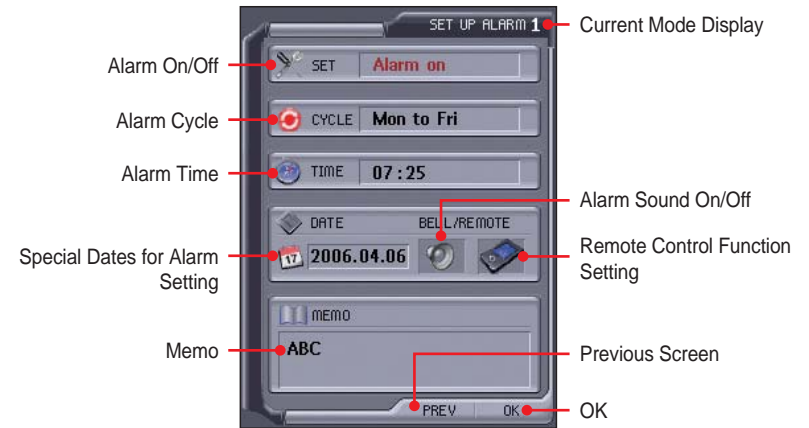 SET UP ALARM 1
Current Mode Display
Alarm On/Off
SET
Alarm on
Alarm Cycle
CYCLE
Mon to Fri
Alarm Time
TIME
07:25
Alarm Sound On/Off
DATE
BELL/REMOTE
Special Dates for Alarm
Setting
17
2006.04.06
Remote Control Function
Setting
MEMO
Memo
ABC
Previous Screen
PREV
OK
OK